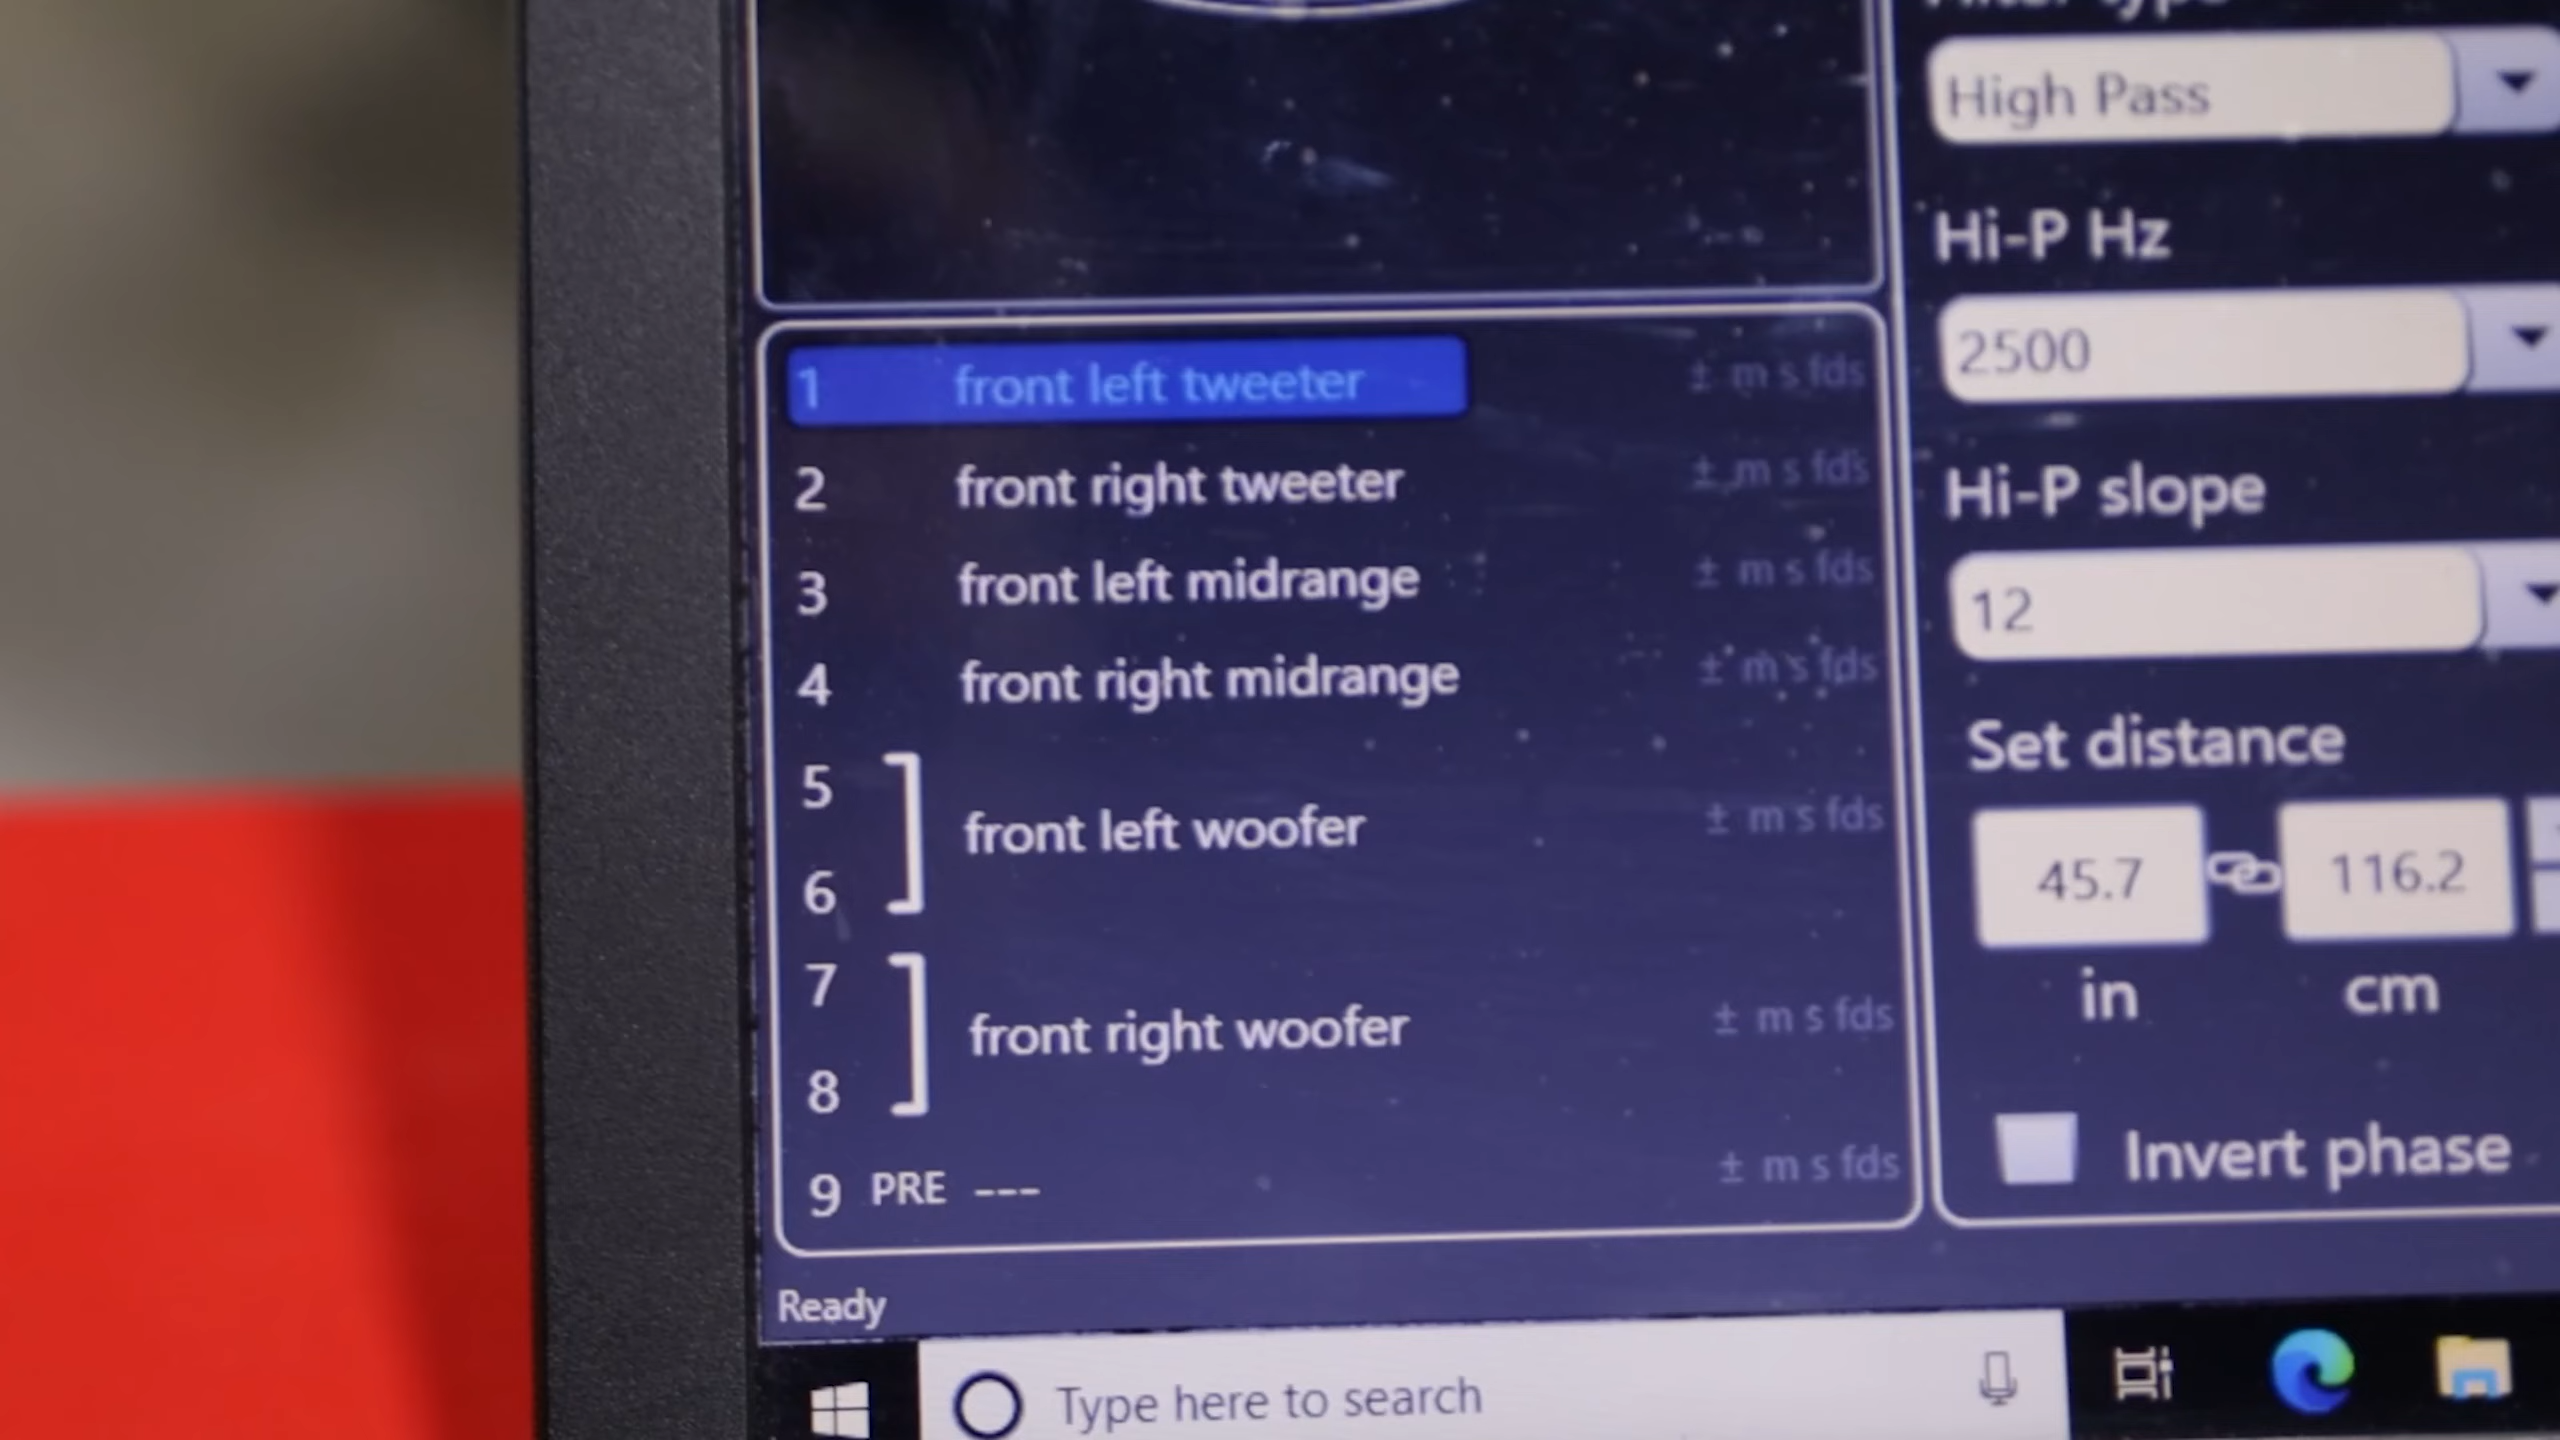 1 front left tweeter ± m s fds
2 front right tweeter ± m s fds
3 front left midrange ± m s fds
4 front right midrange ± m s fds
5
front left woofer ± m s fds
6
7
front right woofer ± m s fds
8
9 PRE --- ± m s fds
Ready
Filter type
High Pass
Hi-P Hz
2500
Hi-P slope
12
Set distance
45.7 116.2
in cm
Invert phase
Type here to search